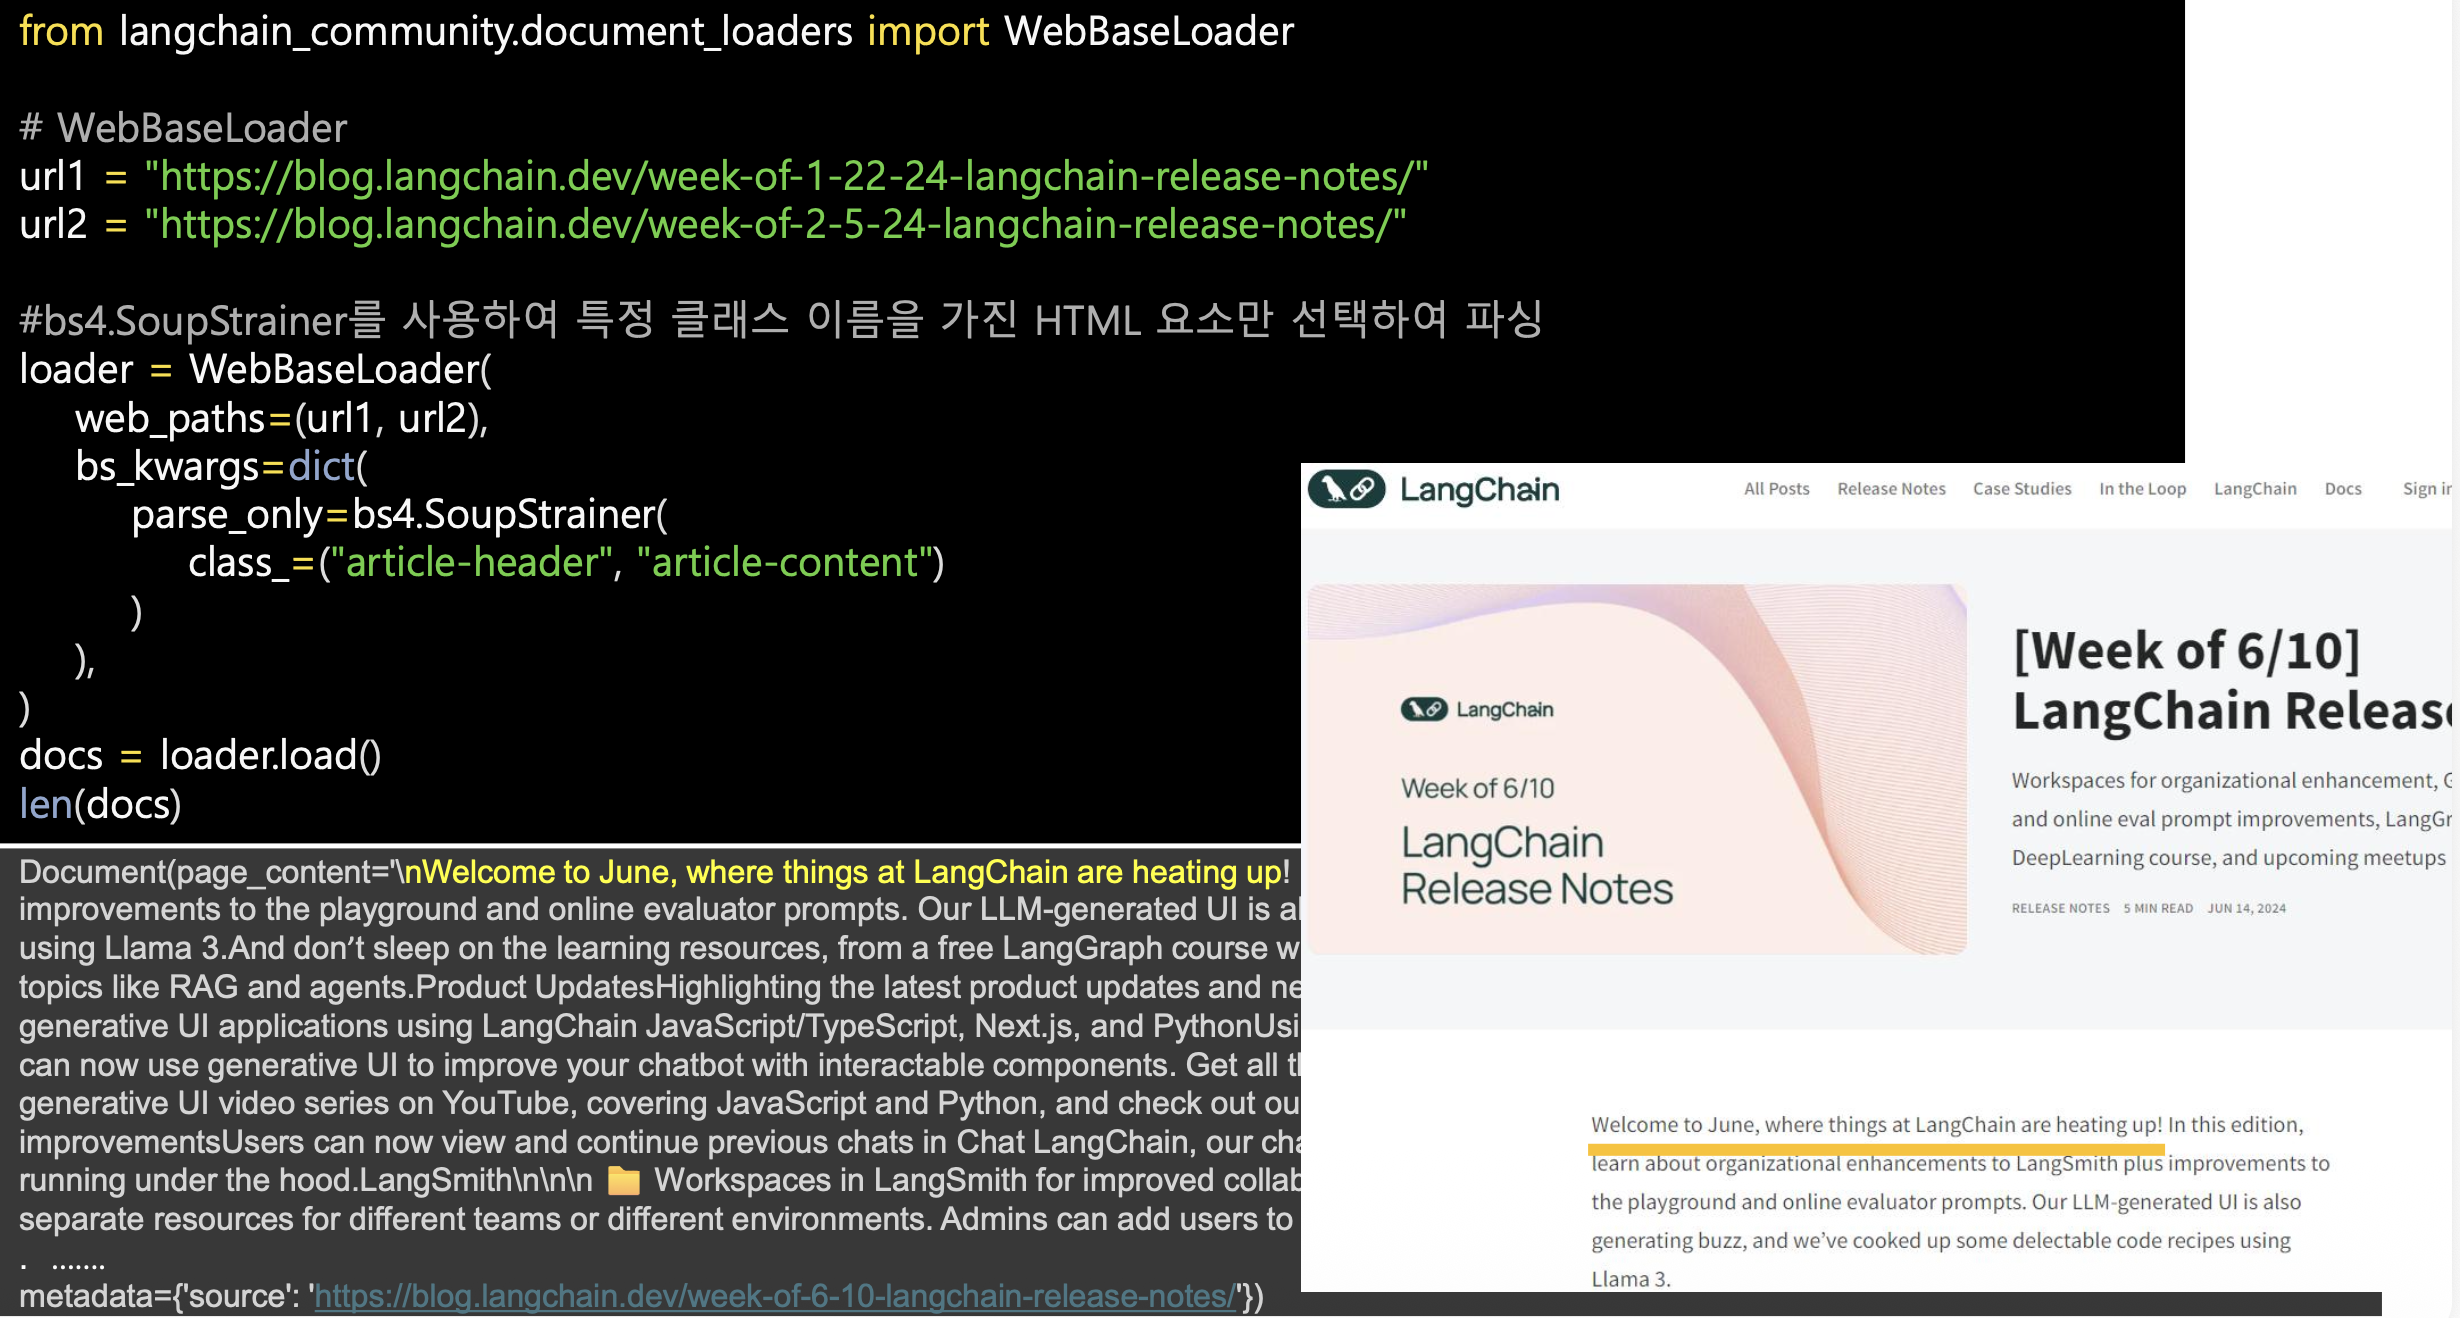 from langchain_community.document_loaders import WebBaseLoader
# WebBaseLoader
url1 = "https://blog.langchain.dev/week-of-1-22-24-langchain-release-notes/"
url2 = "https://blog.langchain.dev/week-of-2-5-24-langchain-release-notes/"
#bs4.SoupStrainer를 사용하여 특정 클래스 이름을 가진 HTML 요소만 선택하여 파싱
loader = WebBaseLoader(
web_paths=(url1, url2),
bs_kwargs=dict(
parse_only=bs4.SoupStrainer(
class_=("article-header", "article-content")
)
),
)
docs = loader.load()
len(docs)
Document(page_content='\nWelcome to June, where things at LangChain are heating up!
improvements to the playground and online evaluator prompts. Our LLM-generated UI is al
using Llama 3.And don't sleep on the learning resources, from a free LangGraph course w
topics like RAG and agents.Product UpdatesHighlighting the latest product updates and ne
generative UI applications using LangChain JavaScript/TypeScript, Next.js, and PythonUsi
can now use generative UI to improve your chatbot with interactable components. Get all th
generative UI video series on YouTube, covering JavaScript and Python, and check out ou
improvementsUsers can now view and continue previous chats in Chat LangChain, our cha
running under the hood.LangSmith\n\n\n 📁 Workspaces in LangSmith for improved collab
separate resources for different teams or different environments. Admins can add users to
. .......
metadata={'source': 'https://blog.langchain.dev/week-of-6-10-langchain-release-notes/'})
LangChain
All Posts Release Notes Case Studies In the Loop LangChain Docs Sign in
LangChain
Week of 6/10
LangChain
Release Notes
[Week of 6/10]
LangChain Release
Workspaces for organizational enhancement, G
and online eval prompt improvements, LangGr
DeepLearning course, and upcoming meetups
RELEASE NOTES 5 MIN READ JUN 14, 2024
Welcome to June, where things at LangChain are heating up! In this edition,
learn about organizational enhancements to LangSmith plus improvements to
the playground and online evaluator prompts. Our LLM-generated UI is also
generating buzz, and we've cooked up some delectable code recipes using
Llama 3.